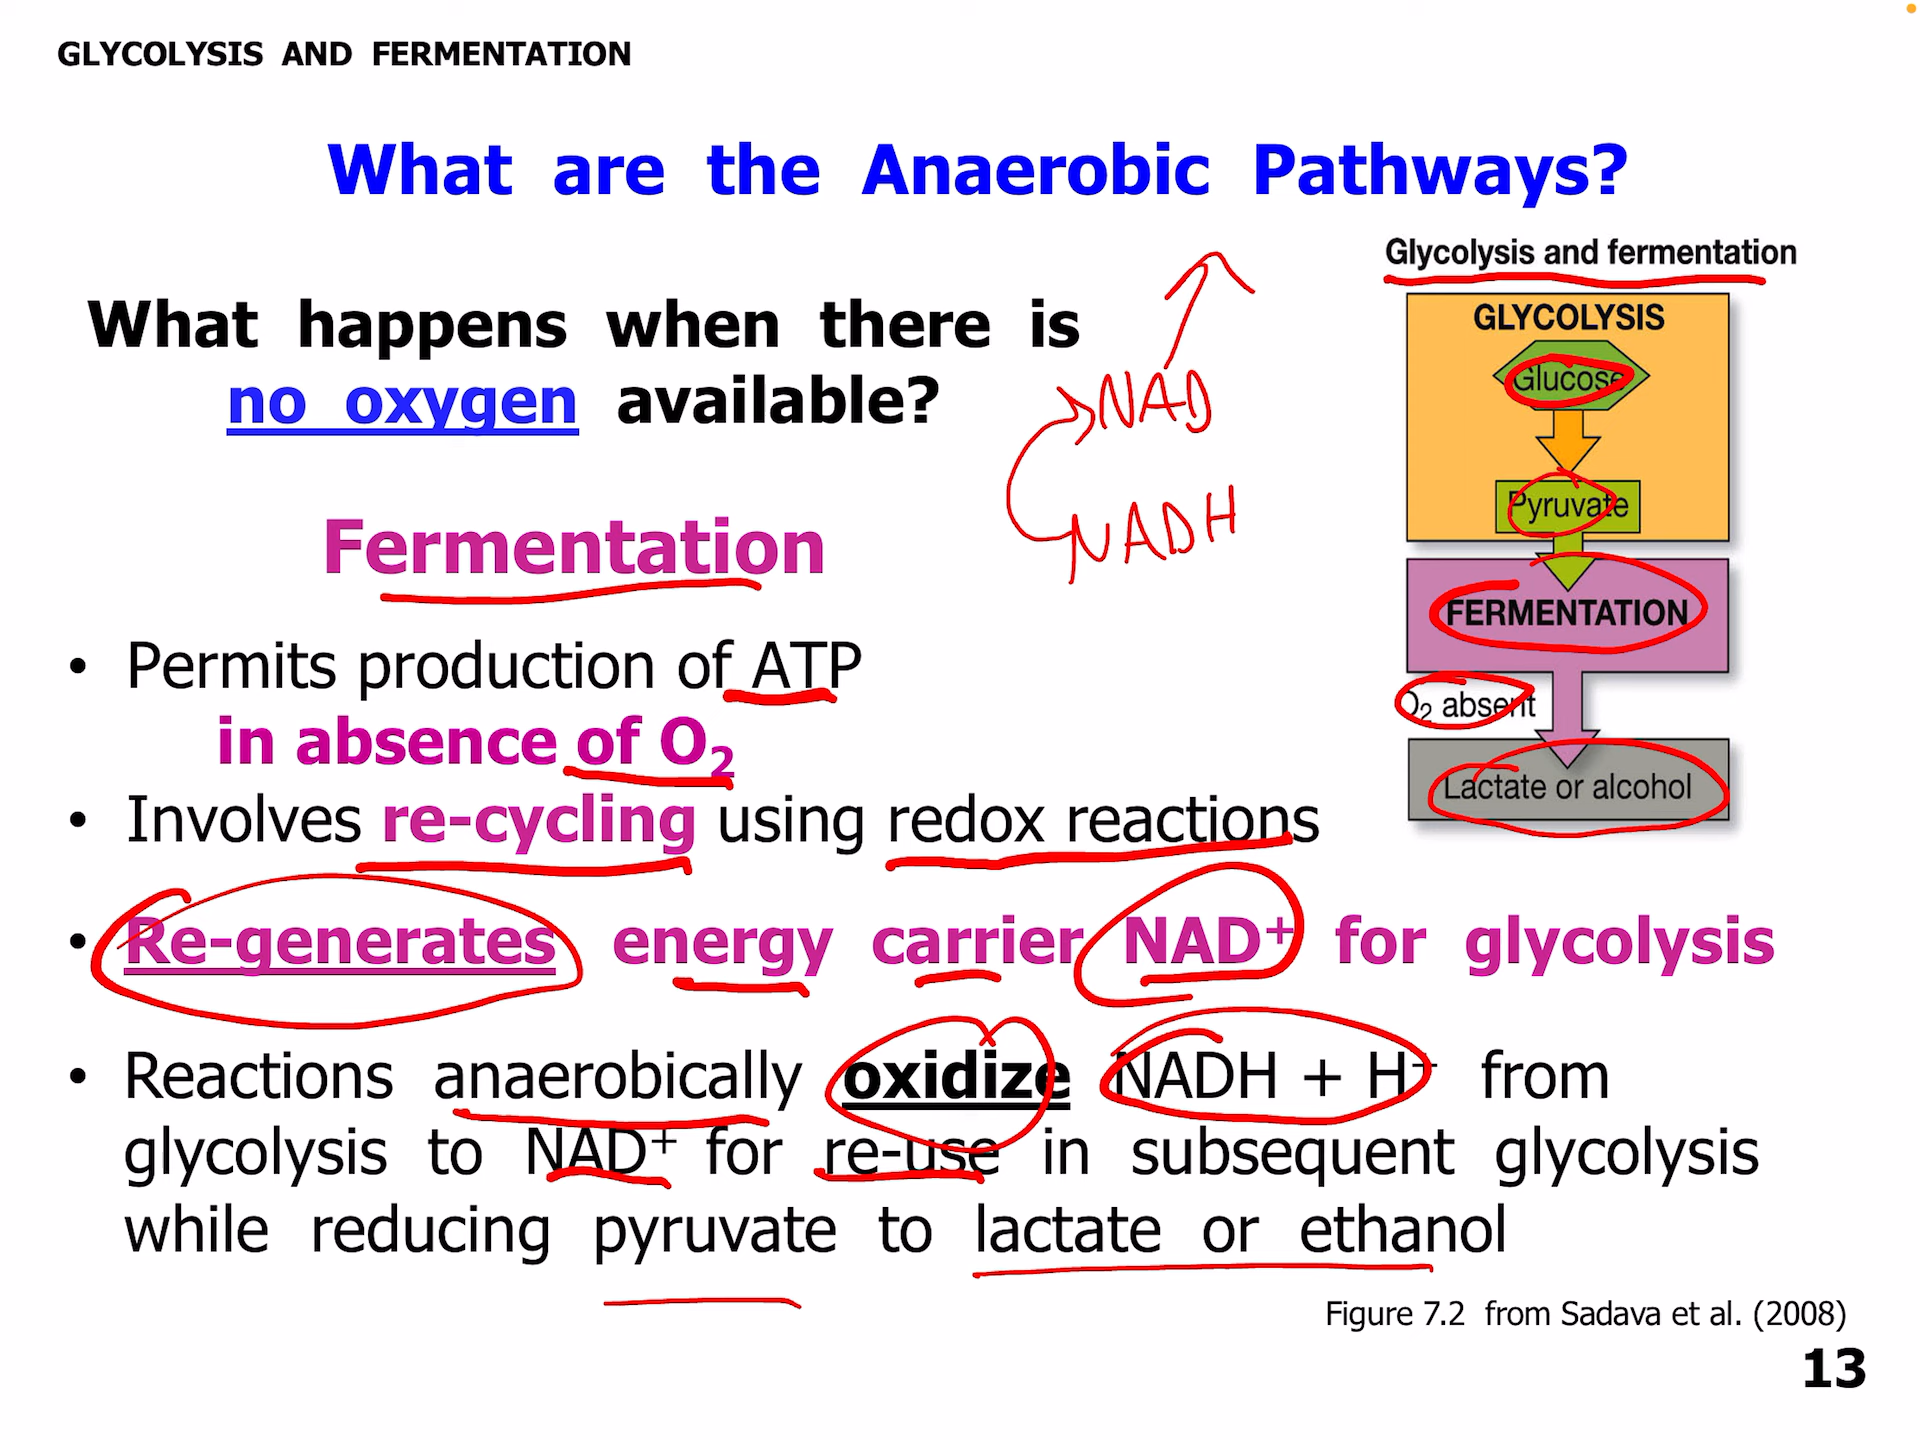 GLYCOLYSIS AND FERMENTATION
What are the Anaerobic Pathways?
What happens when there is
no oxygen available?
NAD
NADH
Fermentation
• Permits production of ATP
in absence of O₂
• Involves re-cycling using redox reactions
• Re-generates energy carrier NAD⁺ for glycolysis
• Reactions anaerobically oxidize NADH + H⁺ from
glycolysis to NAD⁺ for re-use in subsequent glycolysis
while reducing pyruvate to lactate or ethanol
Glycolysis and fermentation
GLYCOLYSIS
Glucose
Pyruvate
FERMENTATION
O₂ absent
Lactate or alcohol
Figure 7.2 from Sadava et al. (2008)
13